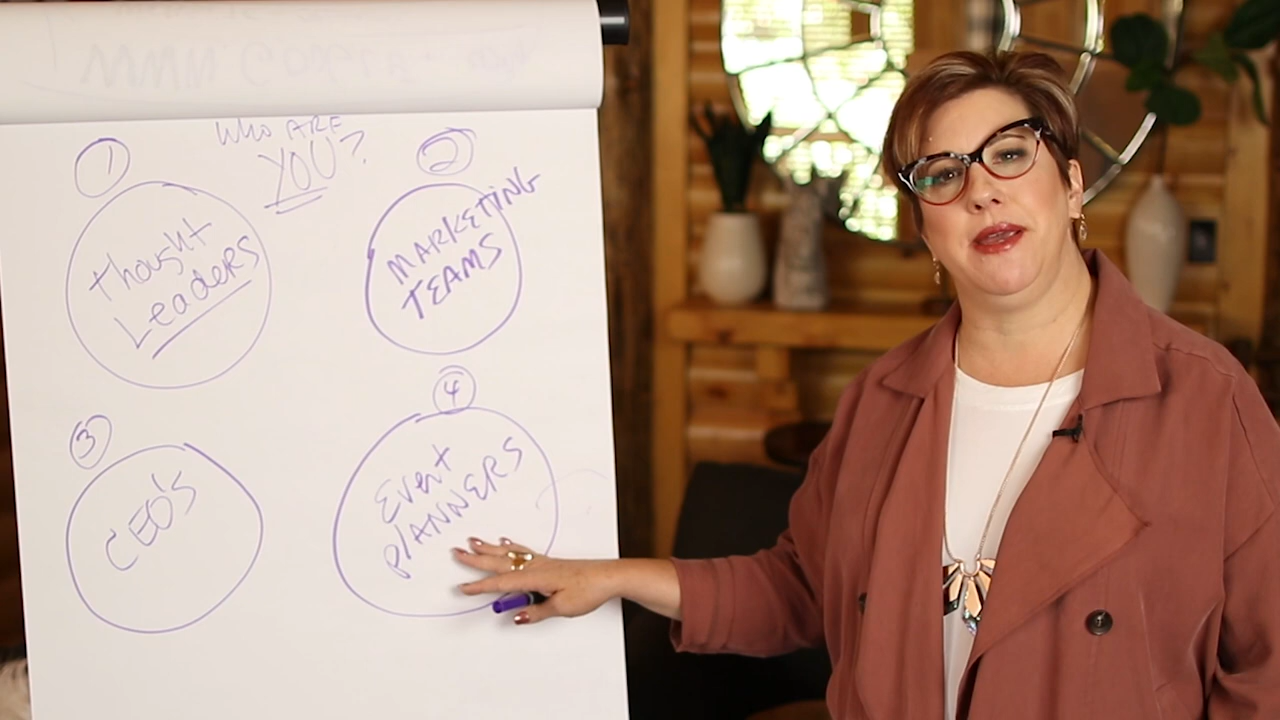 WHO ARE
YOU?
1
thought
Leaders
2
MARKETING
TEAMS
3
CEO'S
4
Event
PLANNERS